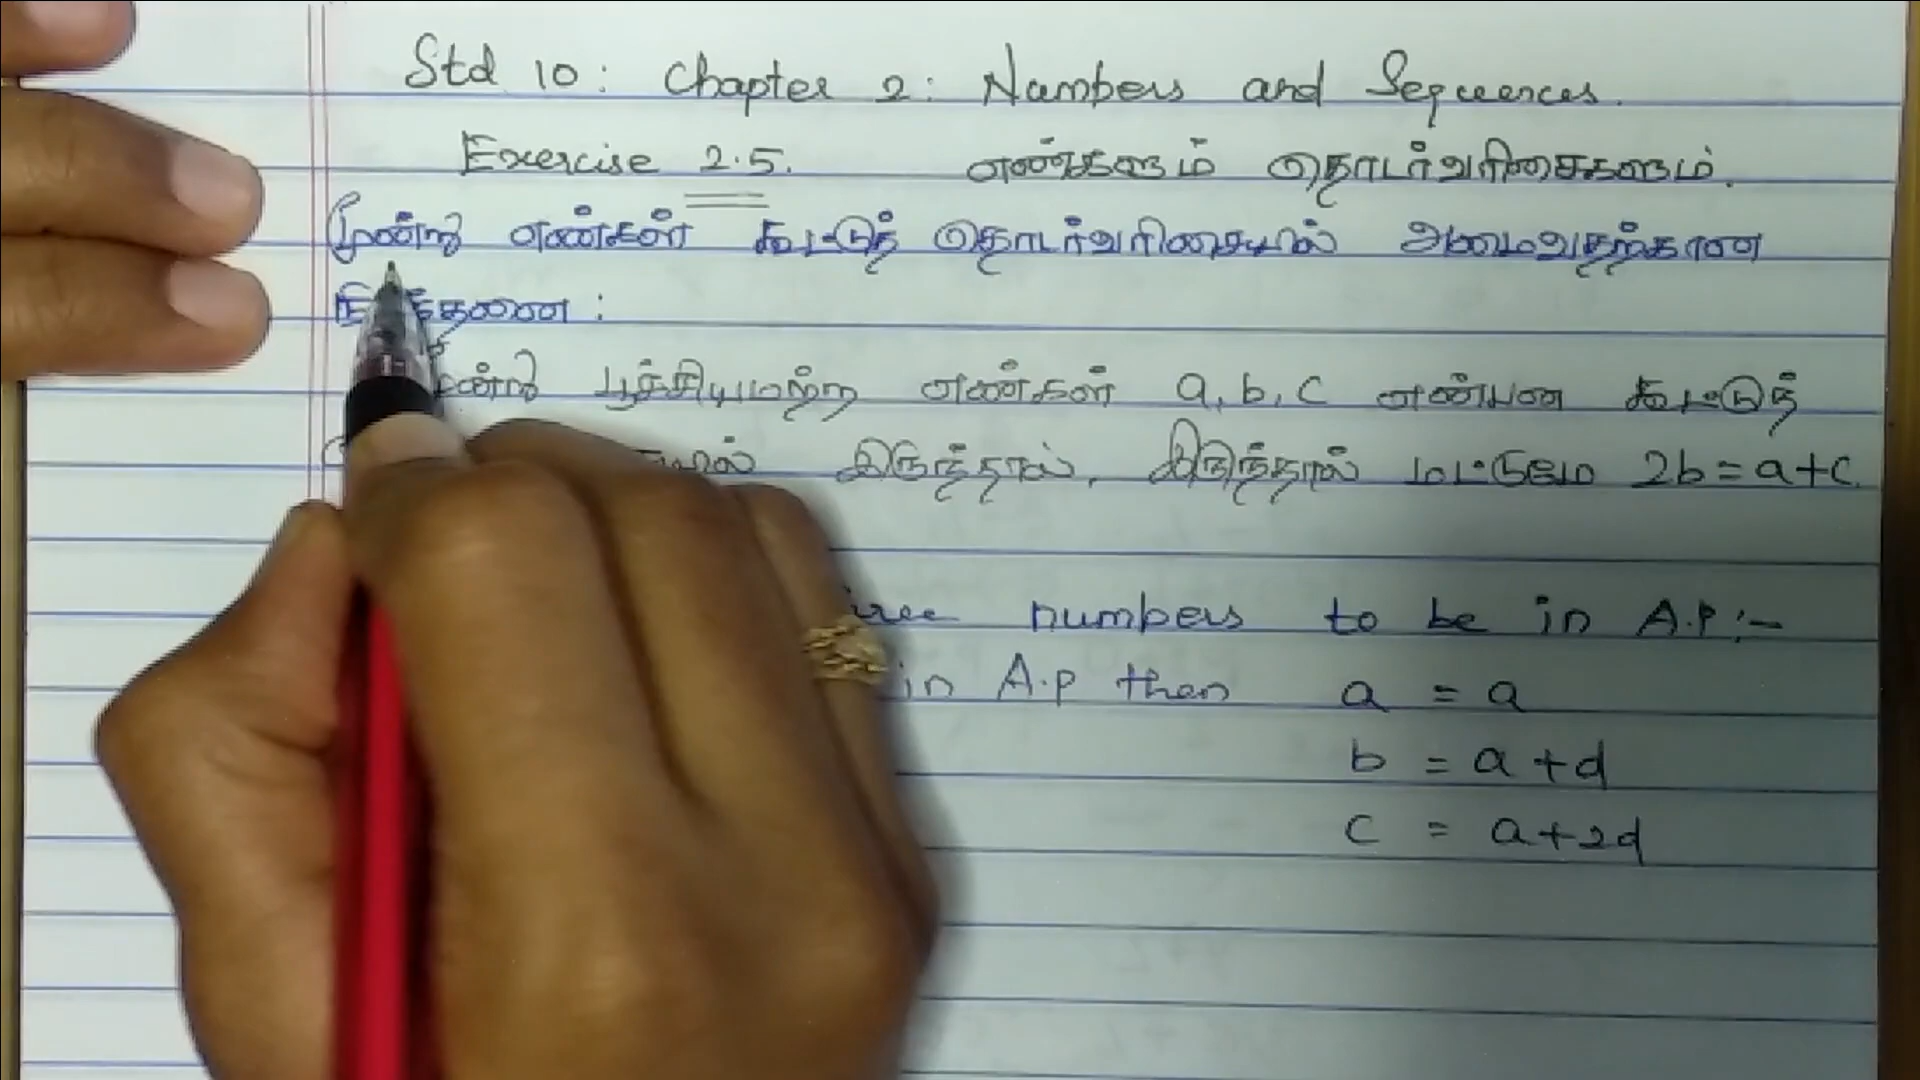 Std 10: Chapter 2: Numbers and Sequences.
Exercise 2.5. எண்களும் தொடர்வரிசைகளும்.
மூன்று எண்கள் கூட்டுத் தொடர்வரிசையில் அமைவதற்கான
நிபந்தனை :
பூச்சியமற்ற எண்கள் a, b, c என்பன கூட்டுத்
இருந்தால், இருந்தால் மட்டுமே 2b = a+c.
numbers to be in A.P :-
in A.P then a = a
b = a + d
c = a + 2d